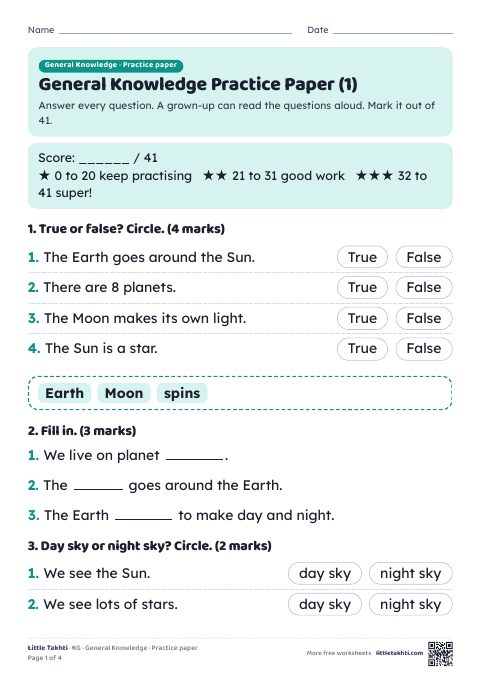 Name ______ Date ______
General Knowledge · Practice paper
General Knowledge Practice Paper (1)
Answer every question. A grown-up can read the questions aloud. Mark it out of
41.
Score: ______ / 41
★ 0 to 20 keep practising ★★ 21 to 31 good work ★★★ 32 to
41 super!
1. True or false? Circle. (4 marks)
1. The Earth goes around the Sun. True False
2. There are 8 planets. True False
3. The Moon makes its own light. True False
4. The Sun is a star. True False
Earth Moon spins
2. Fill in. (3 marks)
1. We live on planet ______.
2. The ______ goes around the Earth.
3. The Earth ______ to make day and night.
3. Day sky or night sky? Circle. (2 marks)
1. We see the Sun. day sky night sky
2. We see lots of stars. day sky night sky
Little Takhti · KG · General Knowledge · Practice paper
Page 1 of 4
More free worksheets littletakhti.com